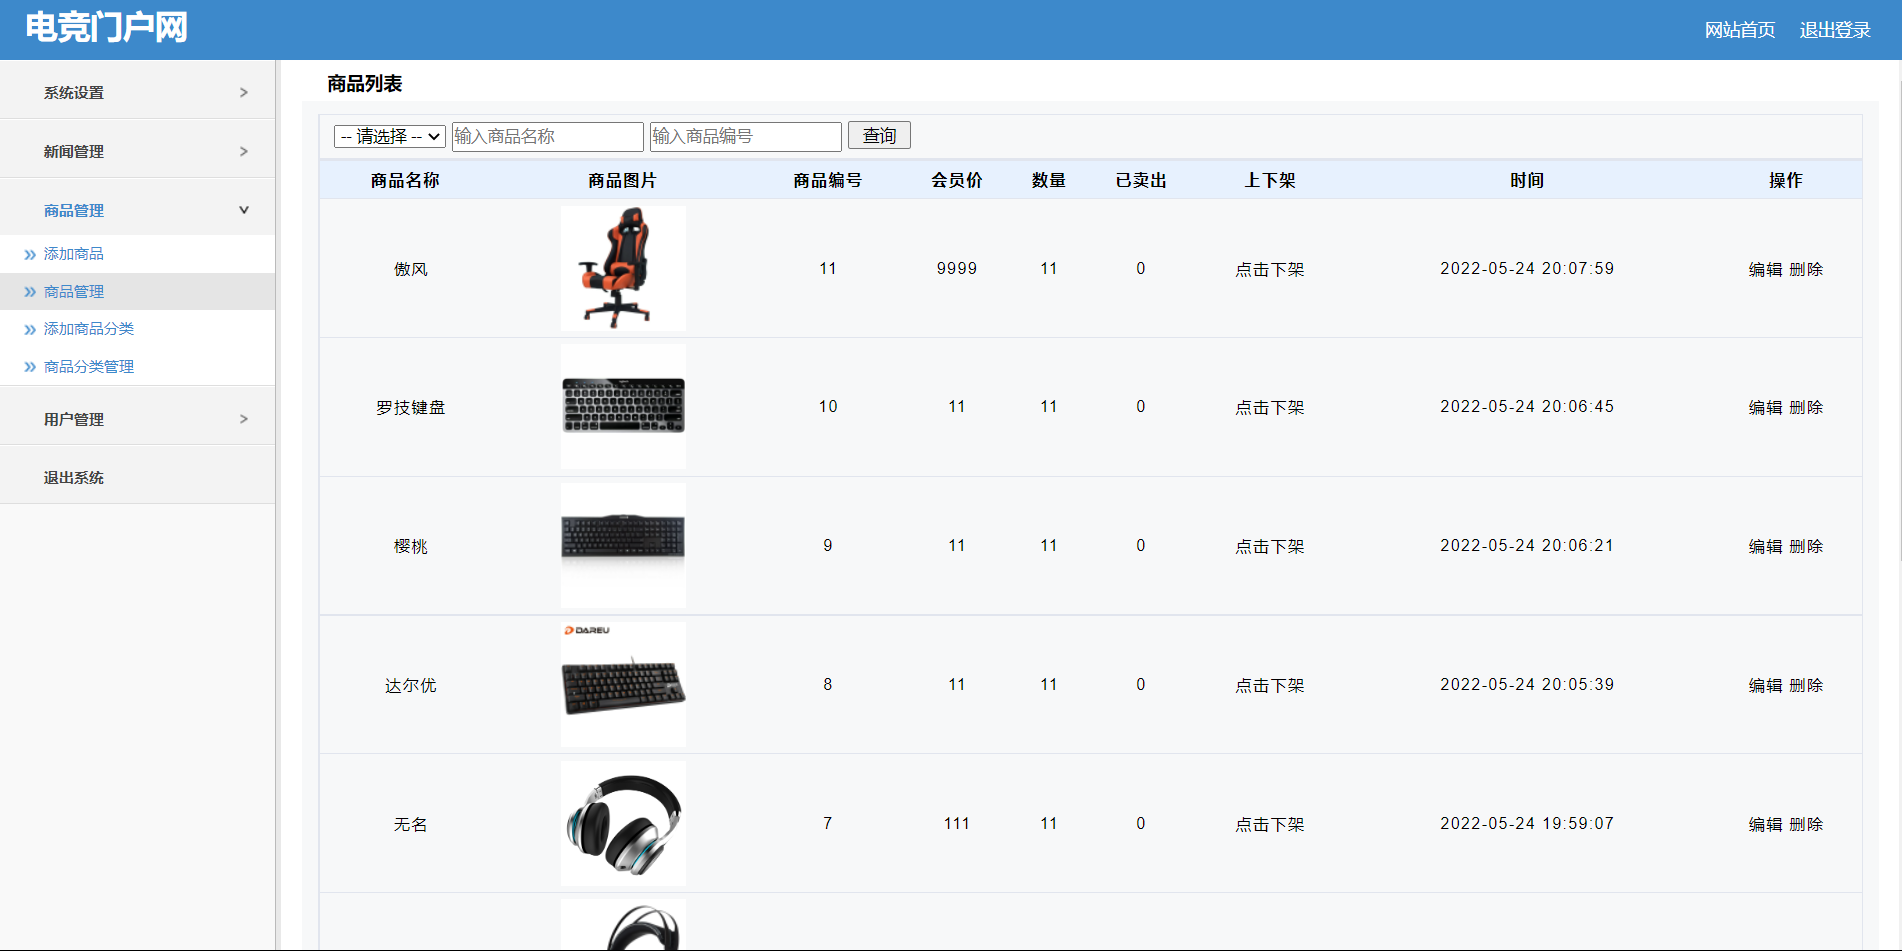 电竞门户网
网站首页 退出登录
系统设置 >
新闻管理 >
商品管理 v
» 添加商品
» 商品管理
» 添加商品分类
» 商品分类管理
用户管理 >
退出系统
商品列表
-- 请选择 -- 输入商品名称 输入商品编号 查询
商品名称 商品图片 商品编号 会员价 数量 已卖出 上下架 时间 操作
傲风 11 9999 11 0 点击下架 2022-05-24 20:07:59 编辑 删除
罗技键盘 10 11 11 0 点击下架 2022-05-24 20:06:45 编辑 删除
樱桃 9 11 11 0 点击下架 2022-05-24 20:06:21 编辑 删除
DAREU
达尔优 8 11 11 0 点击下架 2022-05-24 20:05:39 编辑 删除
无名 7 111 11 0 点击下架 2022-05-24 19:59:07 编辑 删除